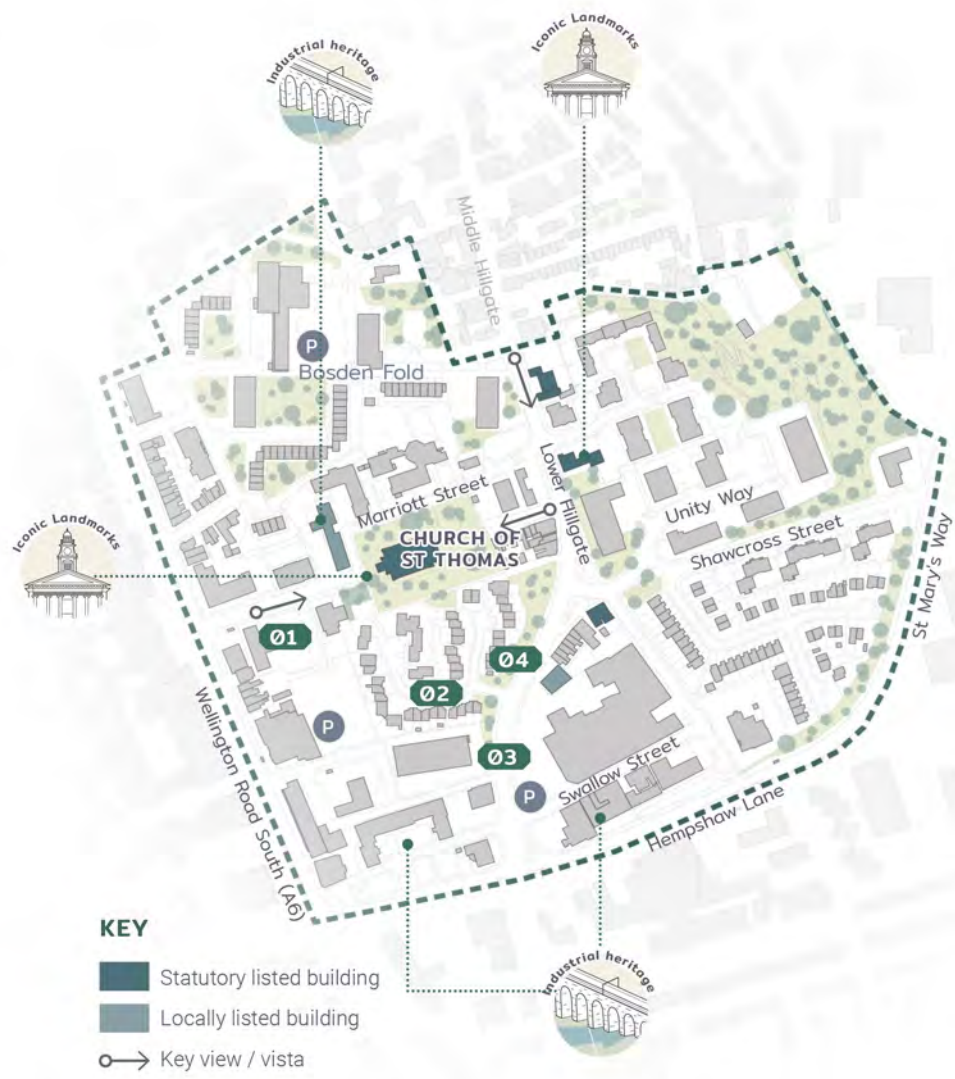 Industrial heritage
Iconic Landmarks
Middle Hillgate
P
Bosden Fold
Marriott Street
Lower Hillgate
Unity Way
CHURCH OF
ST THOMAS
Shawcross Street
Iconic Landmarks
St Mary's Way
01
04
02
Wellington Road South (A6)
P
03
P
Swallow Street
Hempshaw Lane
KEY
Statutory listed building
Locally listed building
Key view / vista
Industrial heritage